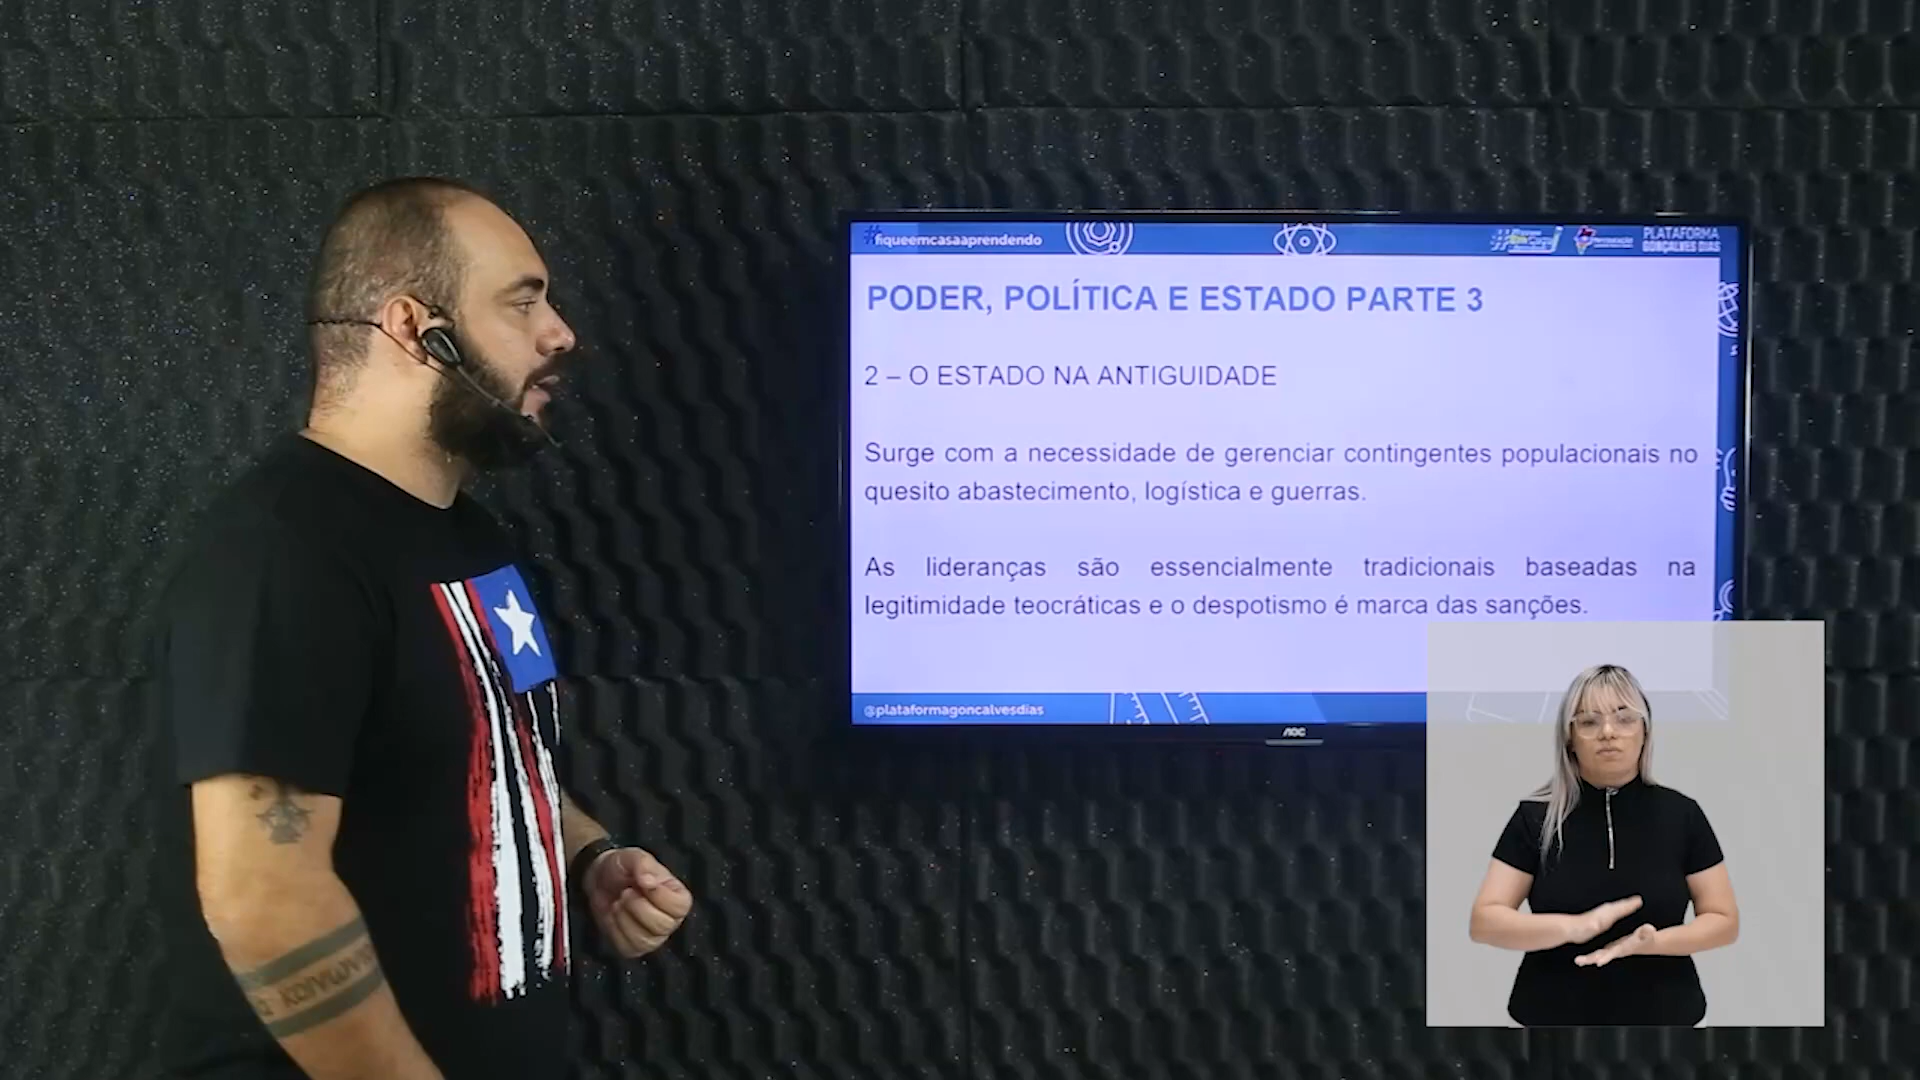 #fiqueemcasaaprendendo
PLATAFORMA
GONÇALVES DIAS
PODER, POLÍTICA E ESTADO PARTE 3
2 – O ESTADO NA ANTIGUIDADE
Surge com a necessidade de gerenciar contingentes populacionais no
quesito abastecimento, logística e guerras.
As lideranças são essencialmente tradicionais baseadas na
legitimidade teocráticas e o despotismo é marca das sanções.
@plataformagoncalvesdias
AOC